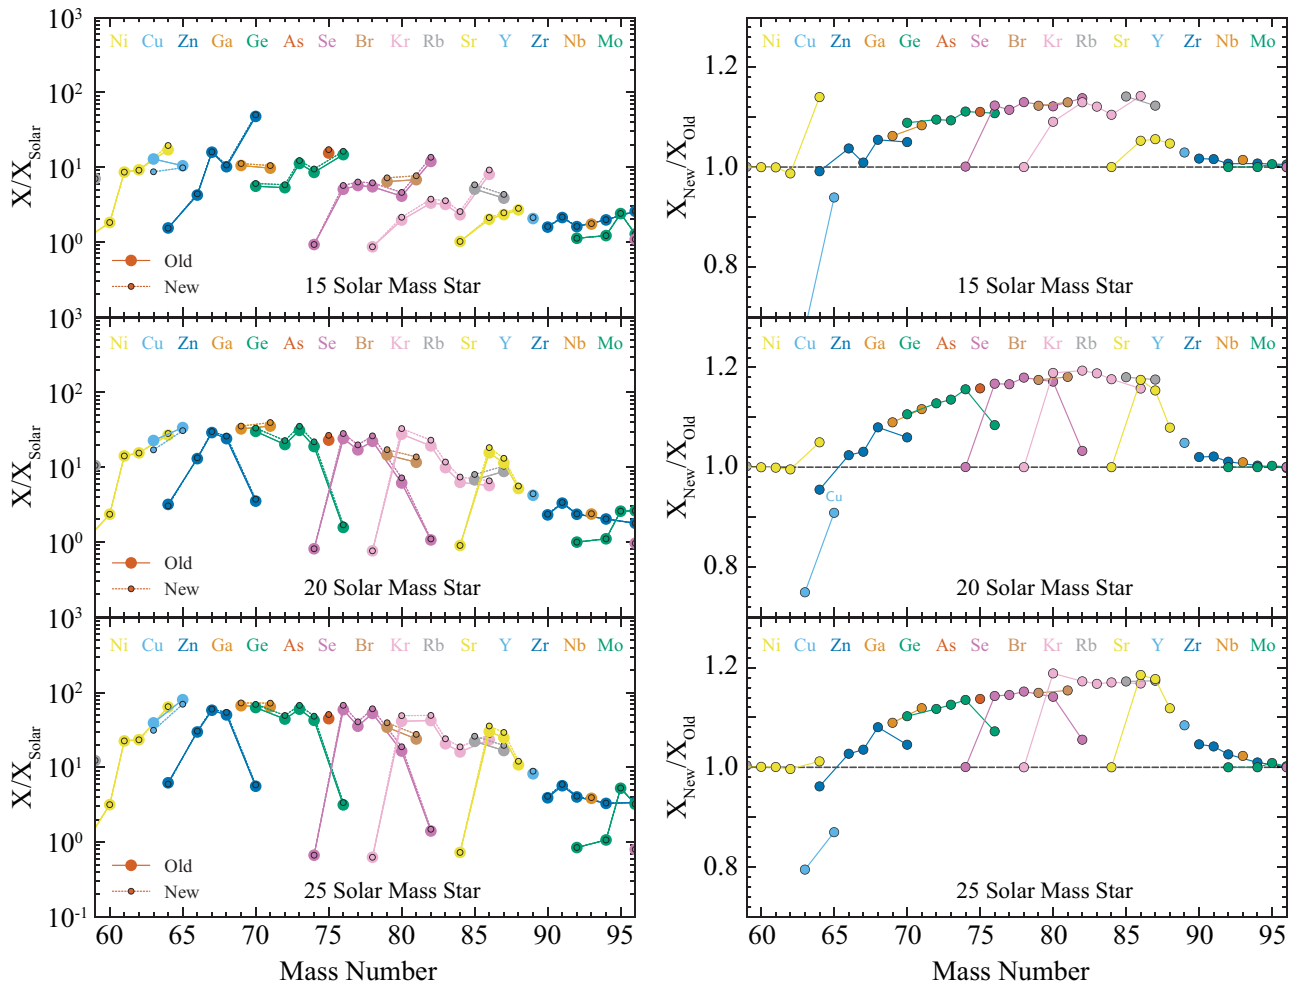 10³
Ni Cu Zn Ga Ge As Se Br Kr Rb Sr Y Zr Nb Mo
10²
10¹
10⁰
X/X_Solar
Old
New
15 Solar Mass Star
10³
Ni Cu Zn Ga Ge As Se Br Kr Rb Sr Y Zr Nb Mo
10²
10¹
10⁰
X/X_Solar
Old
New
20 Solar Mass Star
10³
Ni Cu Zn Ga Ge As Se Br Kr Rb Sr Y Zr Nb Mo
10²
10¹
10⁰
10⁻¹
X/X_Solar
Old
New
25 Solar Mass Star
60 65 70 75 80 85 90 95
Mass Number
Ni Cu Zn Ga Ge As Se Br Kr Rb Sr Y Zr Nb Mo
1.2
1.0
0.8
X_New/X_Old
15 Solar Mass Star
Ni Cu Zn Ga Ge As Se Br Kr Rb Sr Y Zr Nb Mo
1.2
1.0
0.8
X_New/X_Old
Cu
20 Solar Mass Star
Ni Cu Zn Ga Ge As Se Br Kr Rb Sr Y Zr Nb Mo
1.2
1.0
0.8
X_New/X_Old
25 Solar Mass Star
60 65 70 75 80 85 90 95
Mass Number